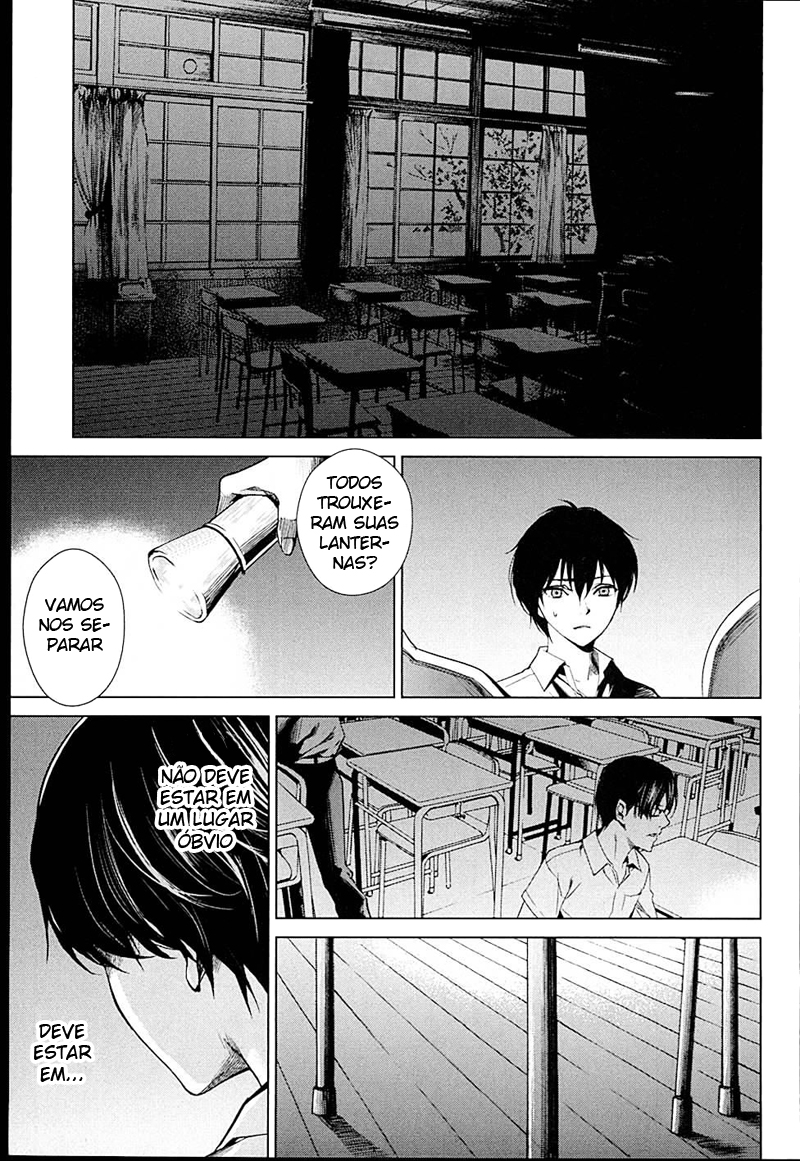 TODOS
TROUXE-
RAM SUAS
LANTER-
NAS?
VAMOS
NOS SE-
PARAR
NÃO DEVE
ESTAR EM
UM LUGAR
ÓBVIO
DEVE
ESTAR
EM...